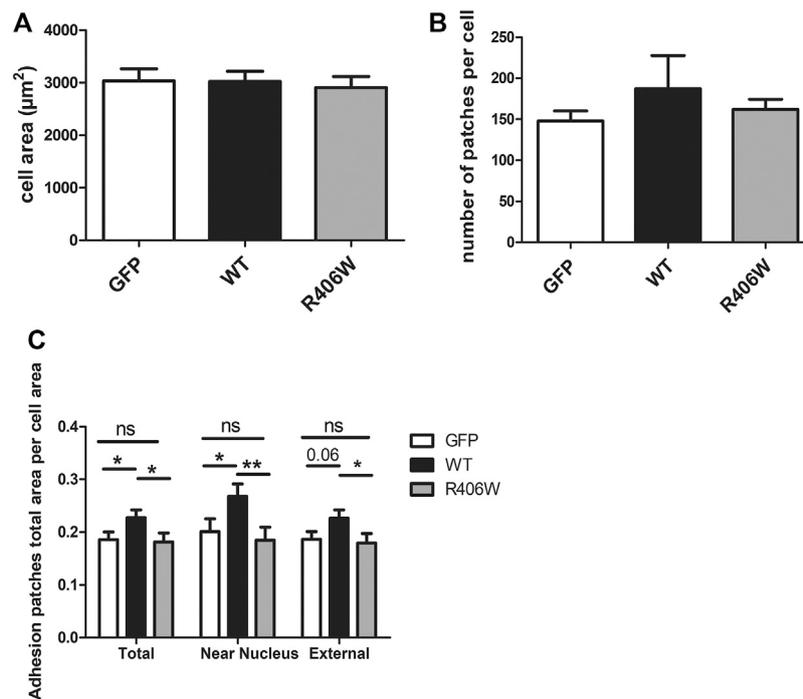 A
cell area (µm²)
4000
3000
2000
1000
0
GFP
WT
R406W
B
number of patches per cell
250
200
150
100
50
0
GFP
WT
R406W
C
Adhesion patches total area per cell area
0.4
0.3
0.2
0.1
0.0
ns
* *
ns
* **
ns
0.06 *
Total
Near Nucleus
External
GFP
WT
R406W